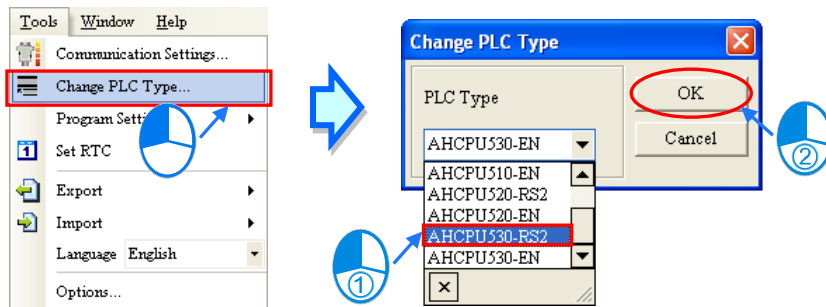 Tools Window Help
Communication Settings...
Change PLC Type...
Program Setti
1 Set RTC
Export
Import
Language English
Options...
Change PLC Type
PLC Type
OK
Cancel
AHCPU530-EN
AHCPU510-EN
AHCPU520-RS2
AHCPU520-EN
AHCPU530-RS2
AHCPU530-EN
①
②